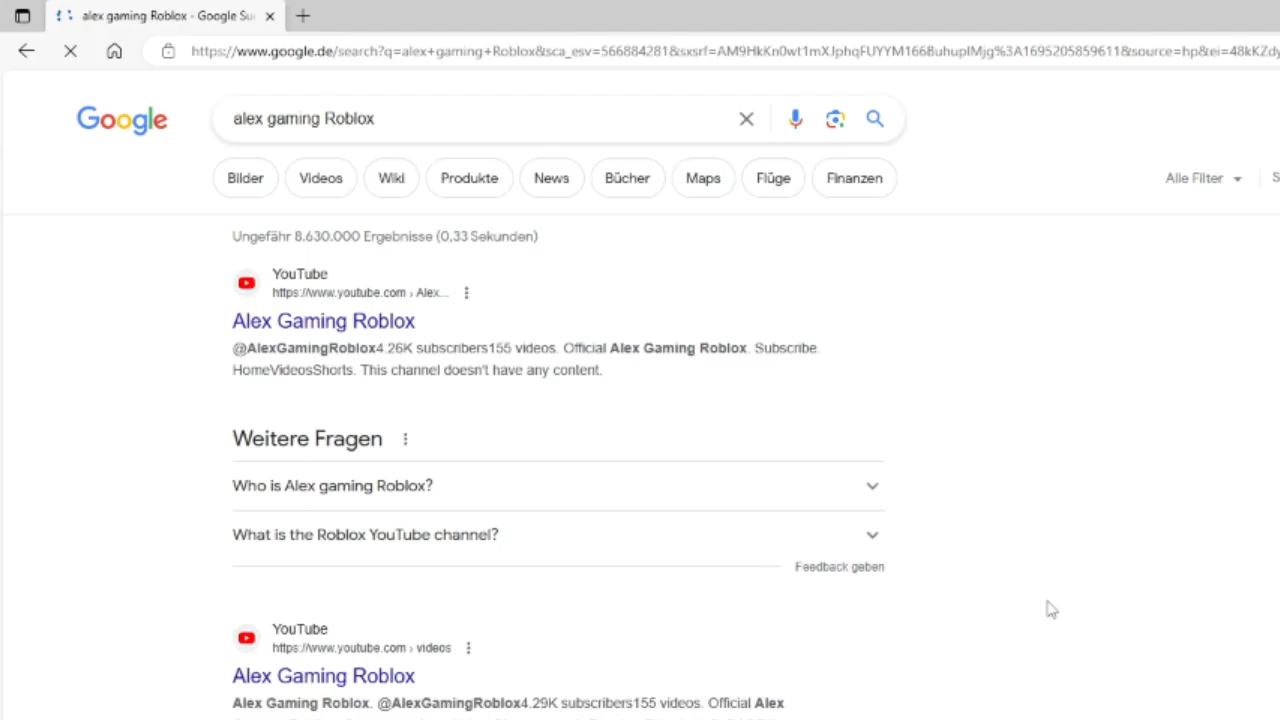 alex gaming Roblox - Google Su
https://www.google.de/search?q=alex+gaming+Roblox&sca_esv=566884281&sxsrf=AM9HkKn0wt1mXJphqFUYYM1668uhuplMjg%3A1695205859611&source=hp&ei=48kKZdy
Google
alex gaming Roblox
Bilder Videos Wiki Produkte News Bücher Maps Flüge Finanzen Alle Filter S
Ungefähr 8.630.000 Ergebnisse (0,33 Sekunden)
YouTube
https://www.youtube.com › Alex...
Alex Gaming Roblox
@AlexGamingRoblox4.26K subscribers155 videos. Official Alex Gaming Roblox. Subscribe.
HomeVideosShorts. This channel doesn't have any content.
Weitere Fragen
Who is Alex gaming Roblox?
What is the Roblox YouTube channel?
Feedback geben
YouTube
https://www.youtube.com › videos
Alex Gaming Roblox
Alex Gaming Roblox. @AlexGamingRoblox4.29K subscribers155 videos. Official Alex